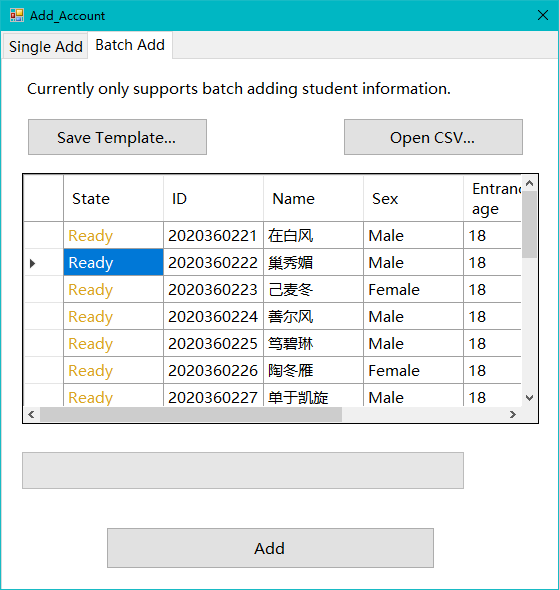 Add_Account
Single Add Batch Add
Currently only supports batch adding student information.
Save Template... Open CSV...
State ID Name Sex Entranc
age
Ready 2020360221 在白风 Male 18
Ready 2020360222 巢秀媚 Male 18
Ready 2020360223 己麦冬 Female 18
Ready 2020360224 善尔风 Male 18
Ready 2020360225 笃碧琳 Male 18
Ready 2020360226 陶冬雁 Female 18
Ready 2020360227 单于凯旋 Male 18
Add